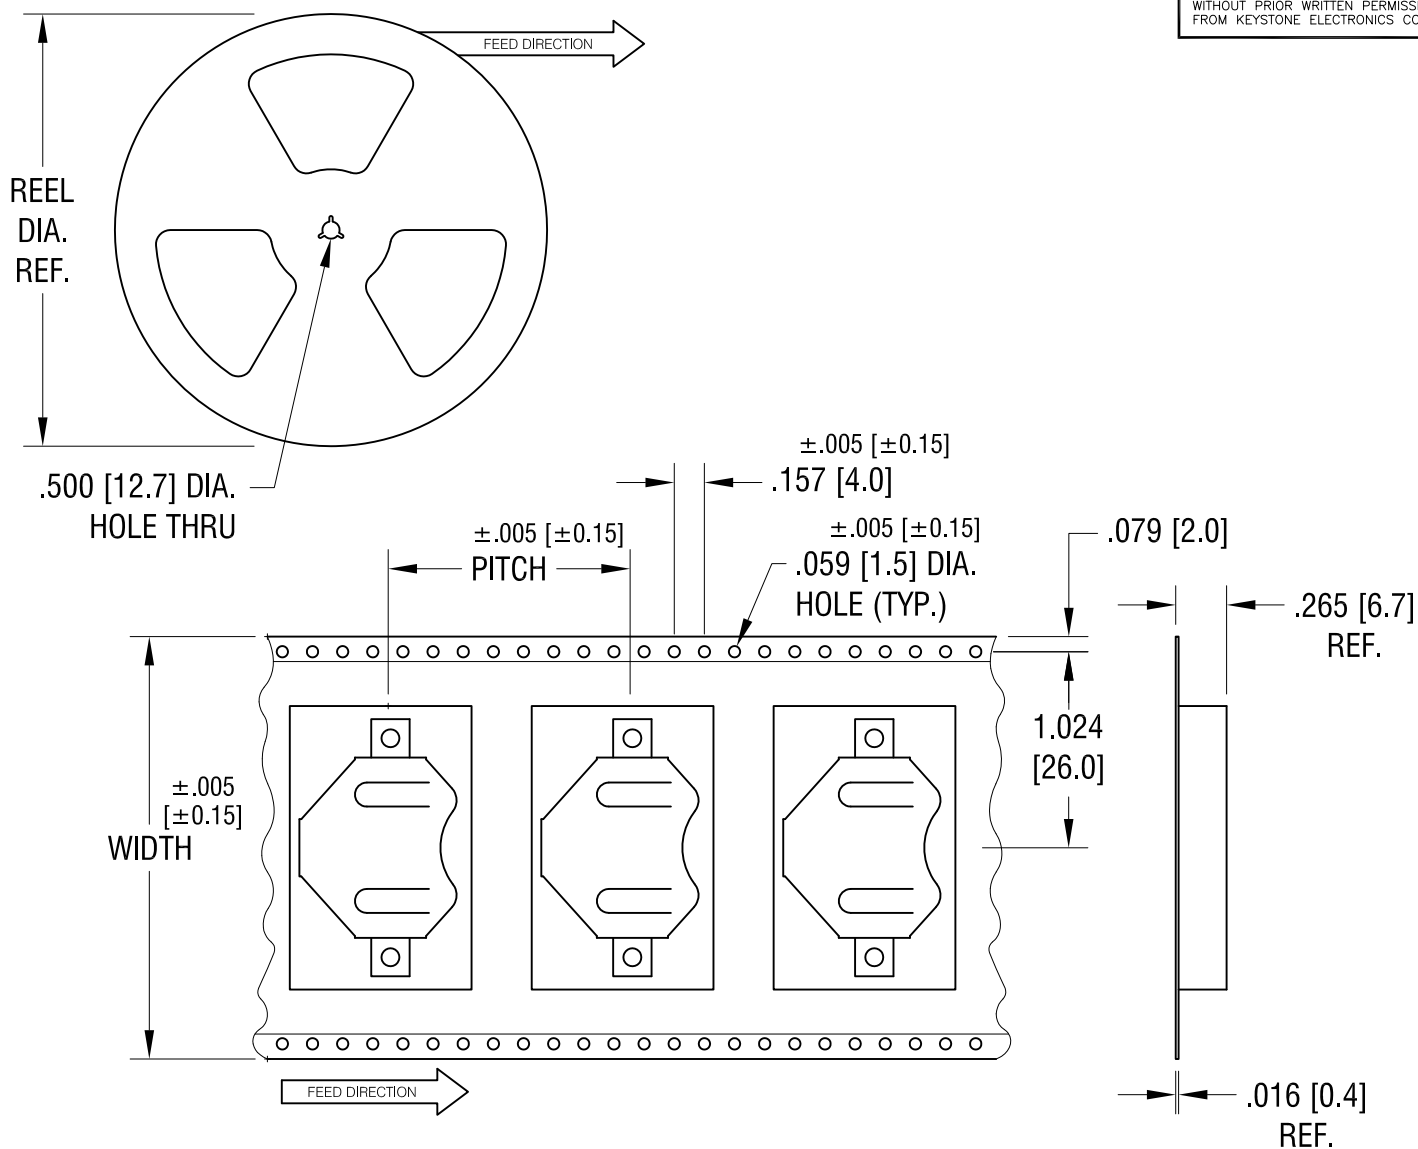 WITHOUT PRIOR WRITTEN
FROM KEYSTONE ELECTRONICS
FEED DIRECTION
REEL
DIA.
REF.
.500 [12.7] DIA.
HOLE THRU
±.005 [±0.15]
.157 [4.0]
±.005 [±0.15]
PITCH
±.005 [±0.15]
.059 [1.5] DIA.
HOLE (TYP.)
.079 [2.0]
.265 [6.7]
REF.
1.024
[26.0]
±.005
[±0.15]
WIDTH
FEED DIRECTION
.016 [0.4]
REF.